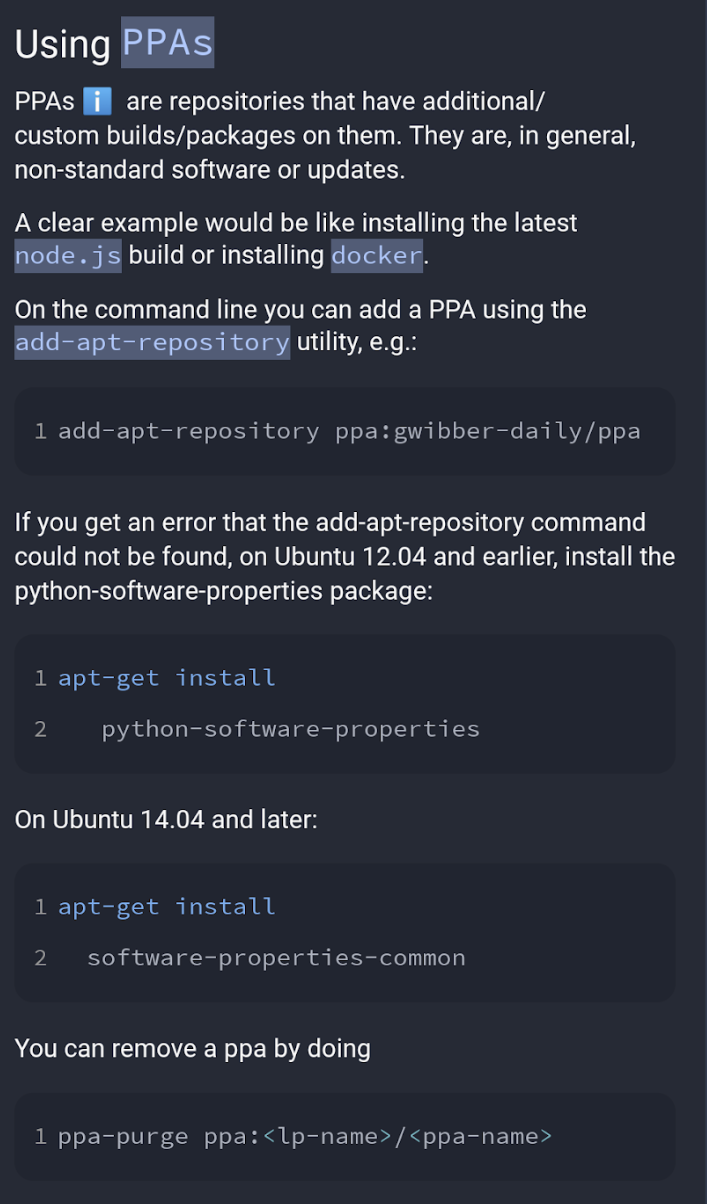 Using PPAs
PPAs ℹ️ are repositories that have additional/
custom builds/packages on them. They are, in general,
non-standard software or updates.
A clear example would be like installing the latest
node.js build or installing docker.
On the command line you can add a PPA using the
add-apt-repository utility, e.g.:
1 add-apt-repository ppa:gwibber-daily/ppa
If you get an error that the add-apt-repository command
could not be found, on Ubuntu 12.04 and earlier, install the
python-software-properties package:
1 apt-get install
2 python-software-properties
On Ubuntu 14.04 and later:
1 apt-get install
2 software-properties-common
You can remove a ppa by doing
1 ppa-purge ppa:<lp-name>/<ppa-name>